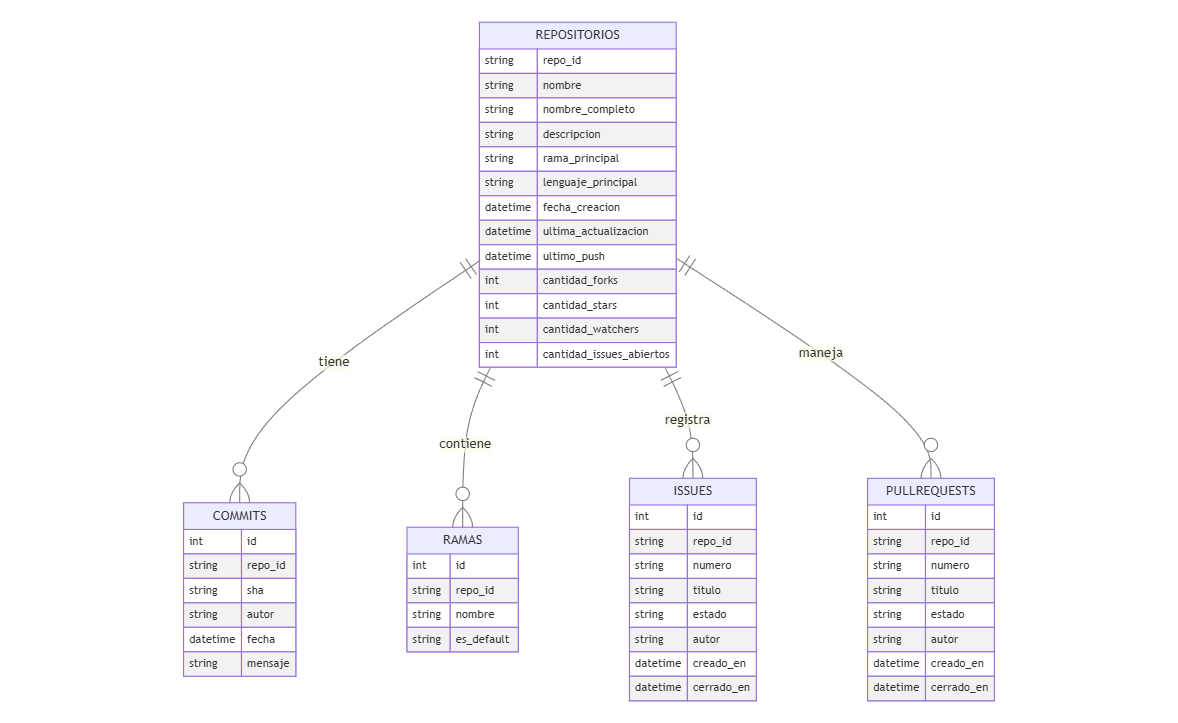 REPOSITORIOS
string repo_id
string nombre
string nombre_completo
string descripcion
string rama_principal
string lenguaje_principal
datetime fecha_creacion
datetime ultima_actualizacion
datetime ultimo_push
int cantidad_forks
int cantidad_stars
int cantidad_watchers
int cantidad_issues_abiertos
tiene
contiene
registra
maneja
COMMITS
int id
string repo_id
string sha
string autor
datetime fecha
string mensaje
RAMAS
int id
string repo_id
string nombre
string es_default
ISSUES
int id
string repo_id
string numero
string titulo
string estado
string autor
datetime creado_en
datetime cerrado_en
PULLREQUESTS
int id
string repo_id
string numero
string titulo
string estado
string autor
datetime creado_en
datetime cerrado_en